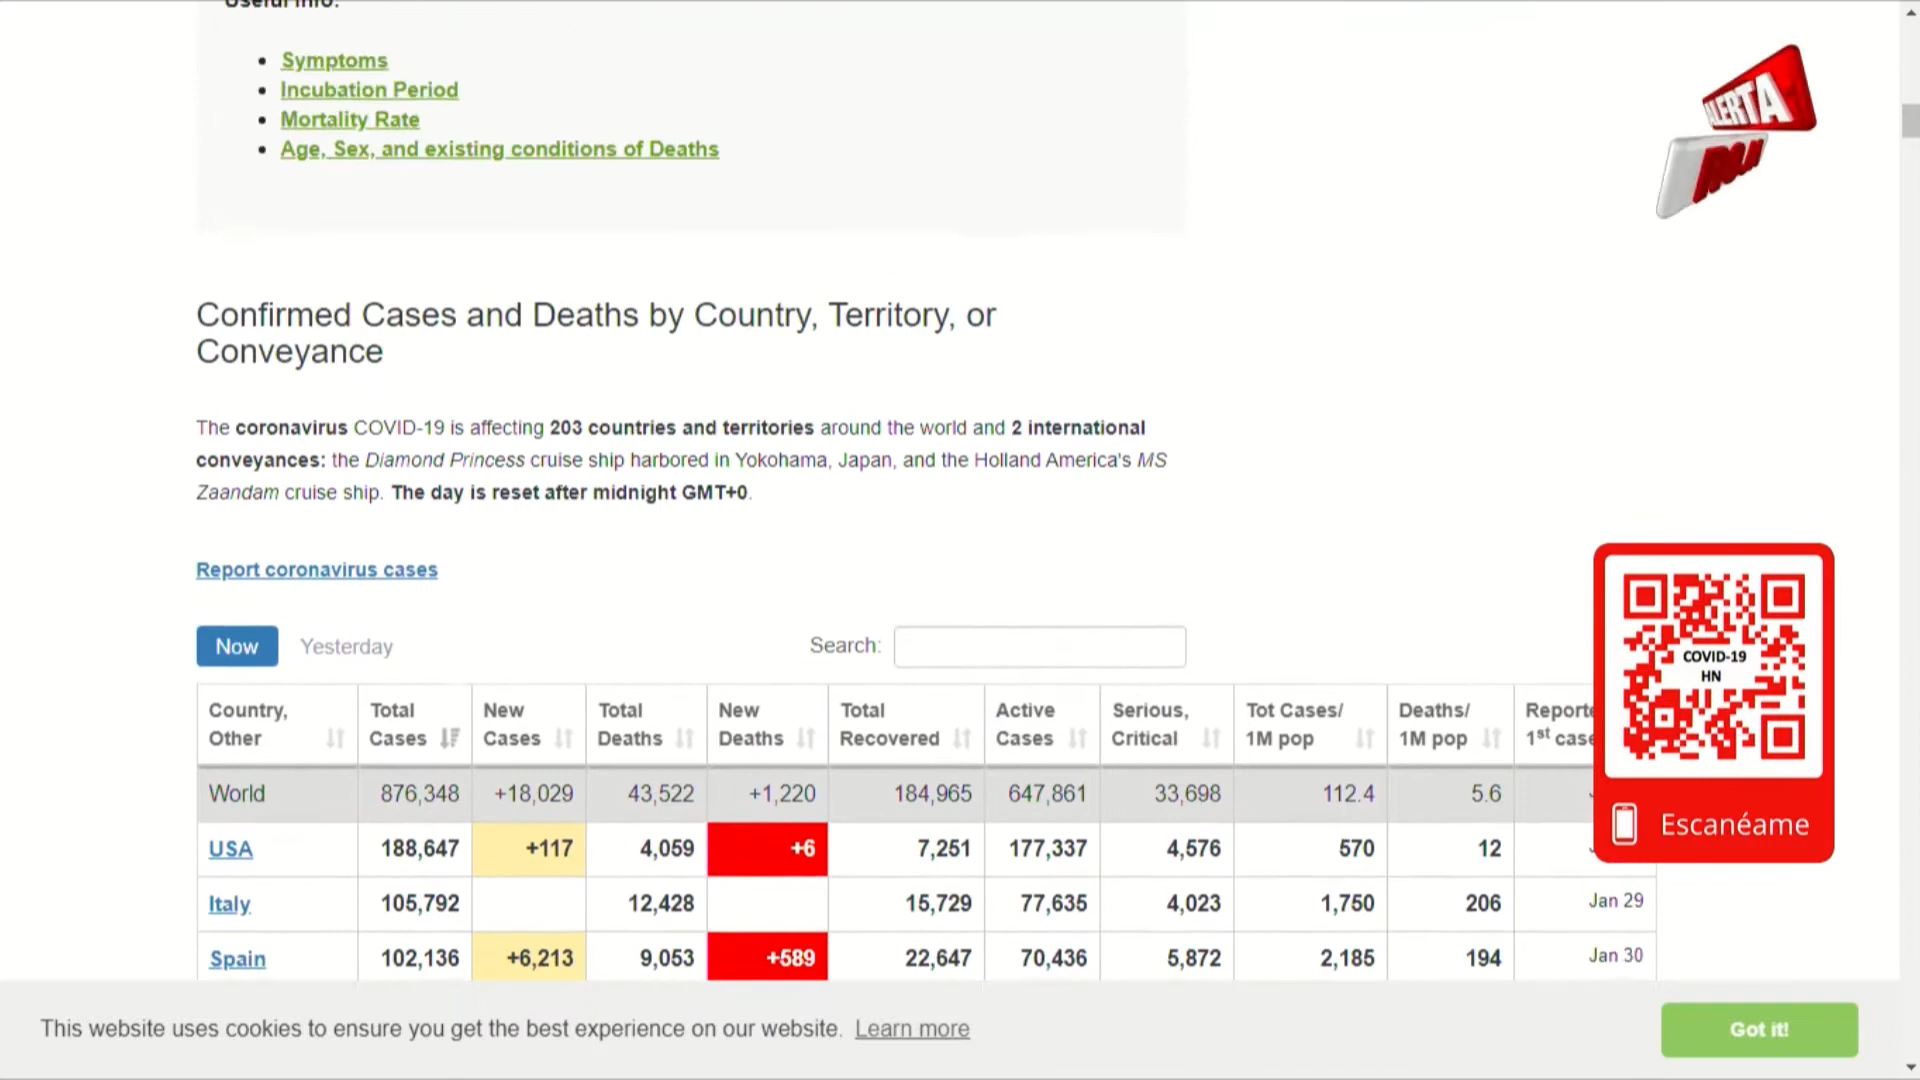 Useful info:
Symptoms
Incubation Period
Mortality Rate
Age, Sex, and existing conditions of Deaths
ALERTA
Confirmed Cases and Deaths by Country, Territory, or
Conveyance
The coronavirus COVID-19 is affecting 203 countries and territories around the world and 2 international
conveyances: the Diamond Princess cruise ship harbored in Yokohama, Japan, and the Holland America's MS
Zaandam cruise ship. The day is reset after midnight GMT+0.
Report coronavirus cases
Now Yesterday Search:
Country, Total New Total New Total Active Serious, Tot Cases/ Deaths/ Reporte
Other Cases Cases Deaths Deaths Recovered Cases Critical 1M pop 1M pop 1st case
World 876,348 +18,029 43,522 +1,220 184,965 647,861 33,698 112.4 5.6
USA 188,647 +117 4,059 +6 7,251 177,337 4,576 570 12
Italy 105,792 12,428 15,729 77,635 4,023 1,750 206 Jan 29
Spain 102,136 +6,213 9,053 +589 22,647 70,436 5,872 2,185 194 Jan 30
COVID-19
HN
Escanéame
This website uses cookies to ensure you get the best experience on our website. Learn more
Got it!